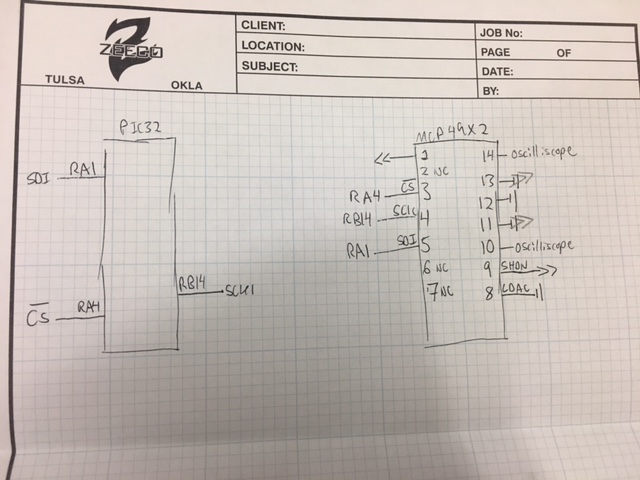 CLIENT:
JOB No:
LOCATION:
PAGE OF
ZEECO
SUBJECT:
DATE:
TULSA OKLA
BY:
PIC32
SDI RA1
CS RA4
RB14 SCK1
MCP49X2
1
2 NC
RA4 CS 3
RB14 SCK 4
RA1 SDI 5
6 NC
7 NC
14 oscilliscope
13
12
11
10 oscilliscope
9 SHDN
8 LDAC